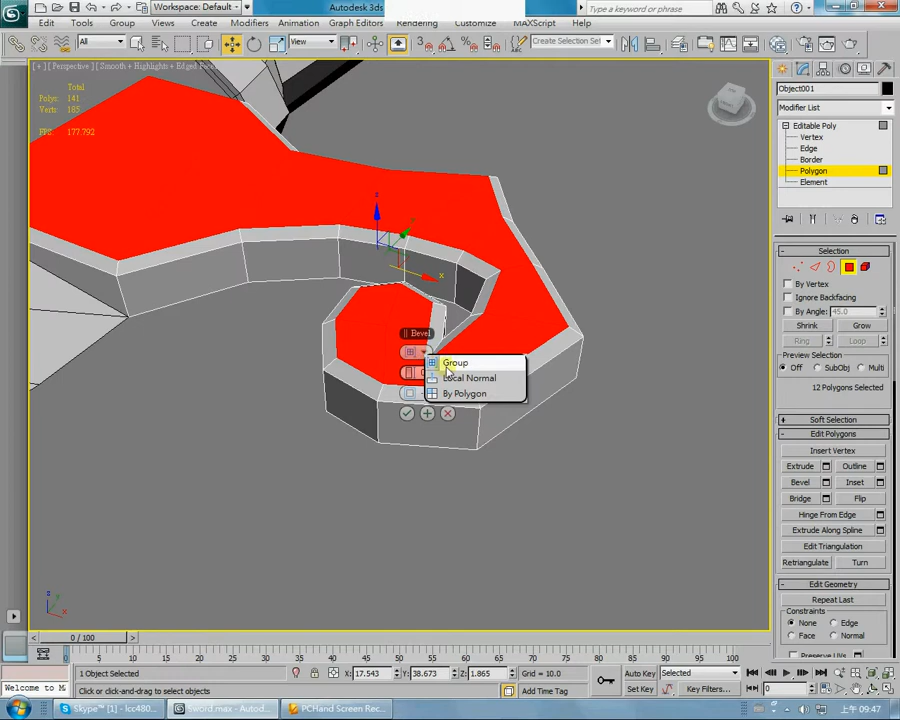 Workspace: Default
Autodesk 3ds
Type a keyword or phrase
Edit Tools Group Views Create Modifiers Animation Graph Editors Rendering Customize MAXScript Help
All
View
Create Selection Set
[ + ] [ Perspective ] [ Smooth + Highlights + Edged Faces ]
Total
Polys: 141
Verts: 185
FPS: 177.792
z
x
Bevel
Group
Local Normal
By Polygon
z
x
Object001
Modifier List
Editable Poly
Vertex
Edge
Border
Polygon
Element
Selection
By Vertex
Ignore Backfacing
By Angle: 45.0
Shrink Grow
Ring Loop
Preview Selection
Off SubObj Multi
12 Polygons Selected
Soft Selection
Edit Polygons
Insert Vertex
Extrude Outline
Bevel Inset
Bridge Flip
Hinge From Edge
Extrude Along Spline
Edit Triangulation
Retriangulate Turn
Edit Geometry
Repeat Last
Constraints
None Edge
Face Normal
Preserve UVs
0 / 100
0 5 10 15 20 25 30 35 40 45 50 55 60 65 70 75 80 85 90 95 100
1 Object Selected
X: 17.543 Y: 38.673 Z: 1.865 Grid = 10.0
Auto Key Selected
Welcome to M
Click or click-and-drag to select objects
Add Time Tag
Set Key Key Filters...
0
Skype™ - lcc480...
Sword.max - Autod...
PCHand Screen Rec...
上午 09:47